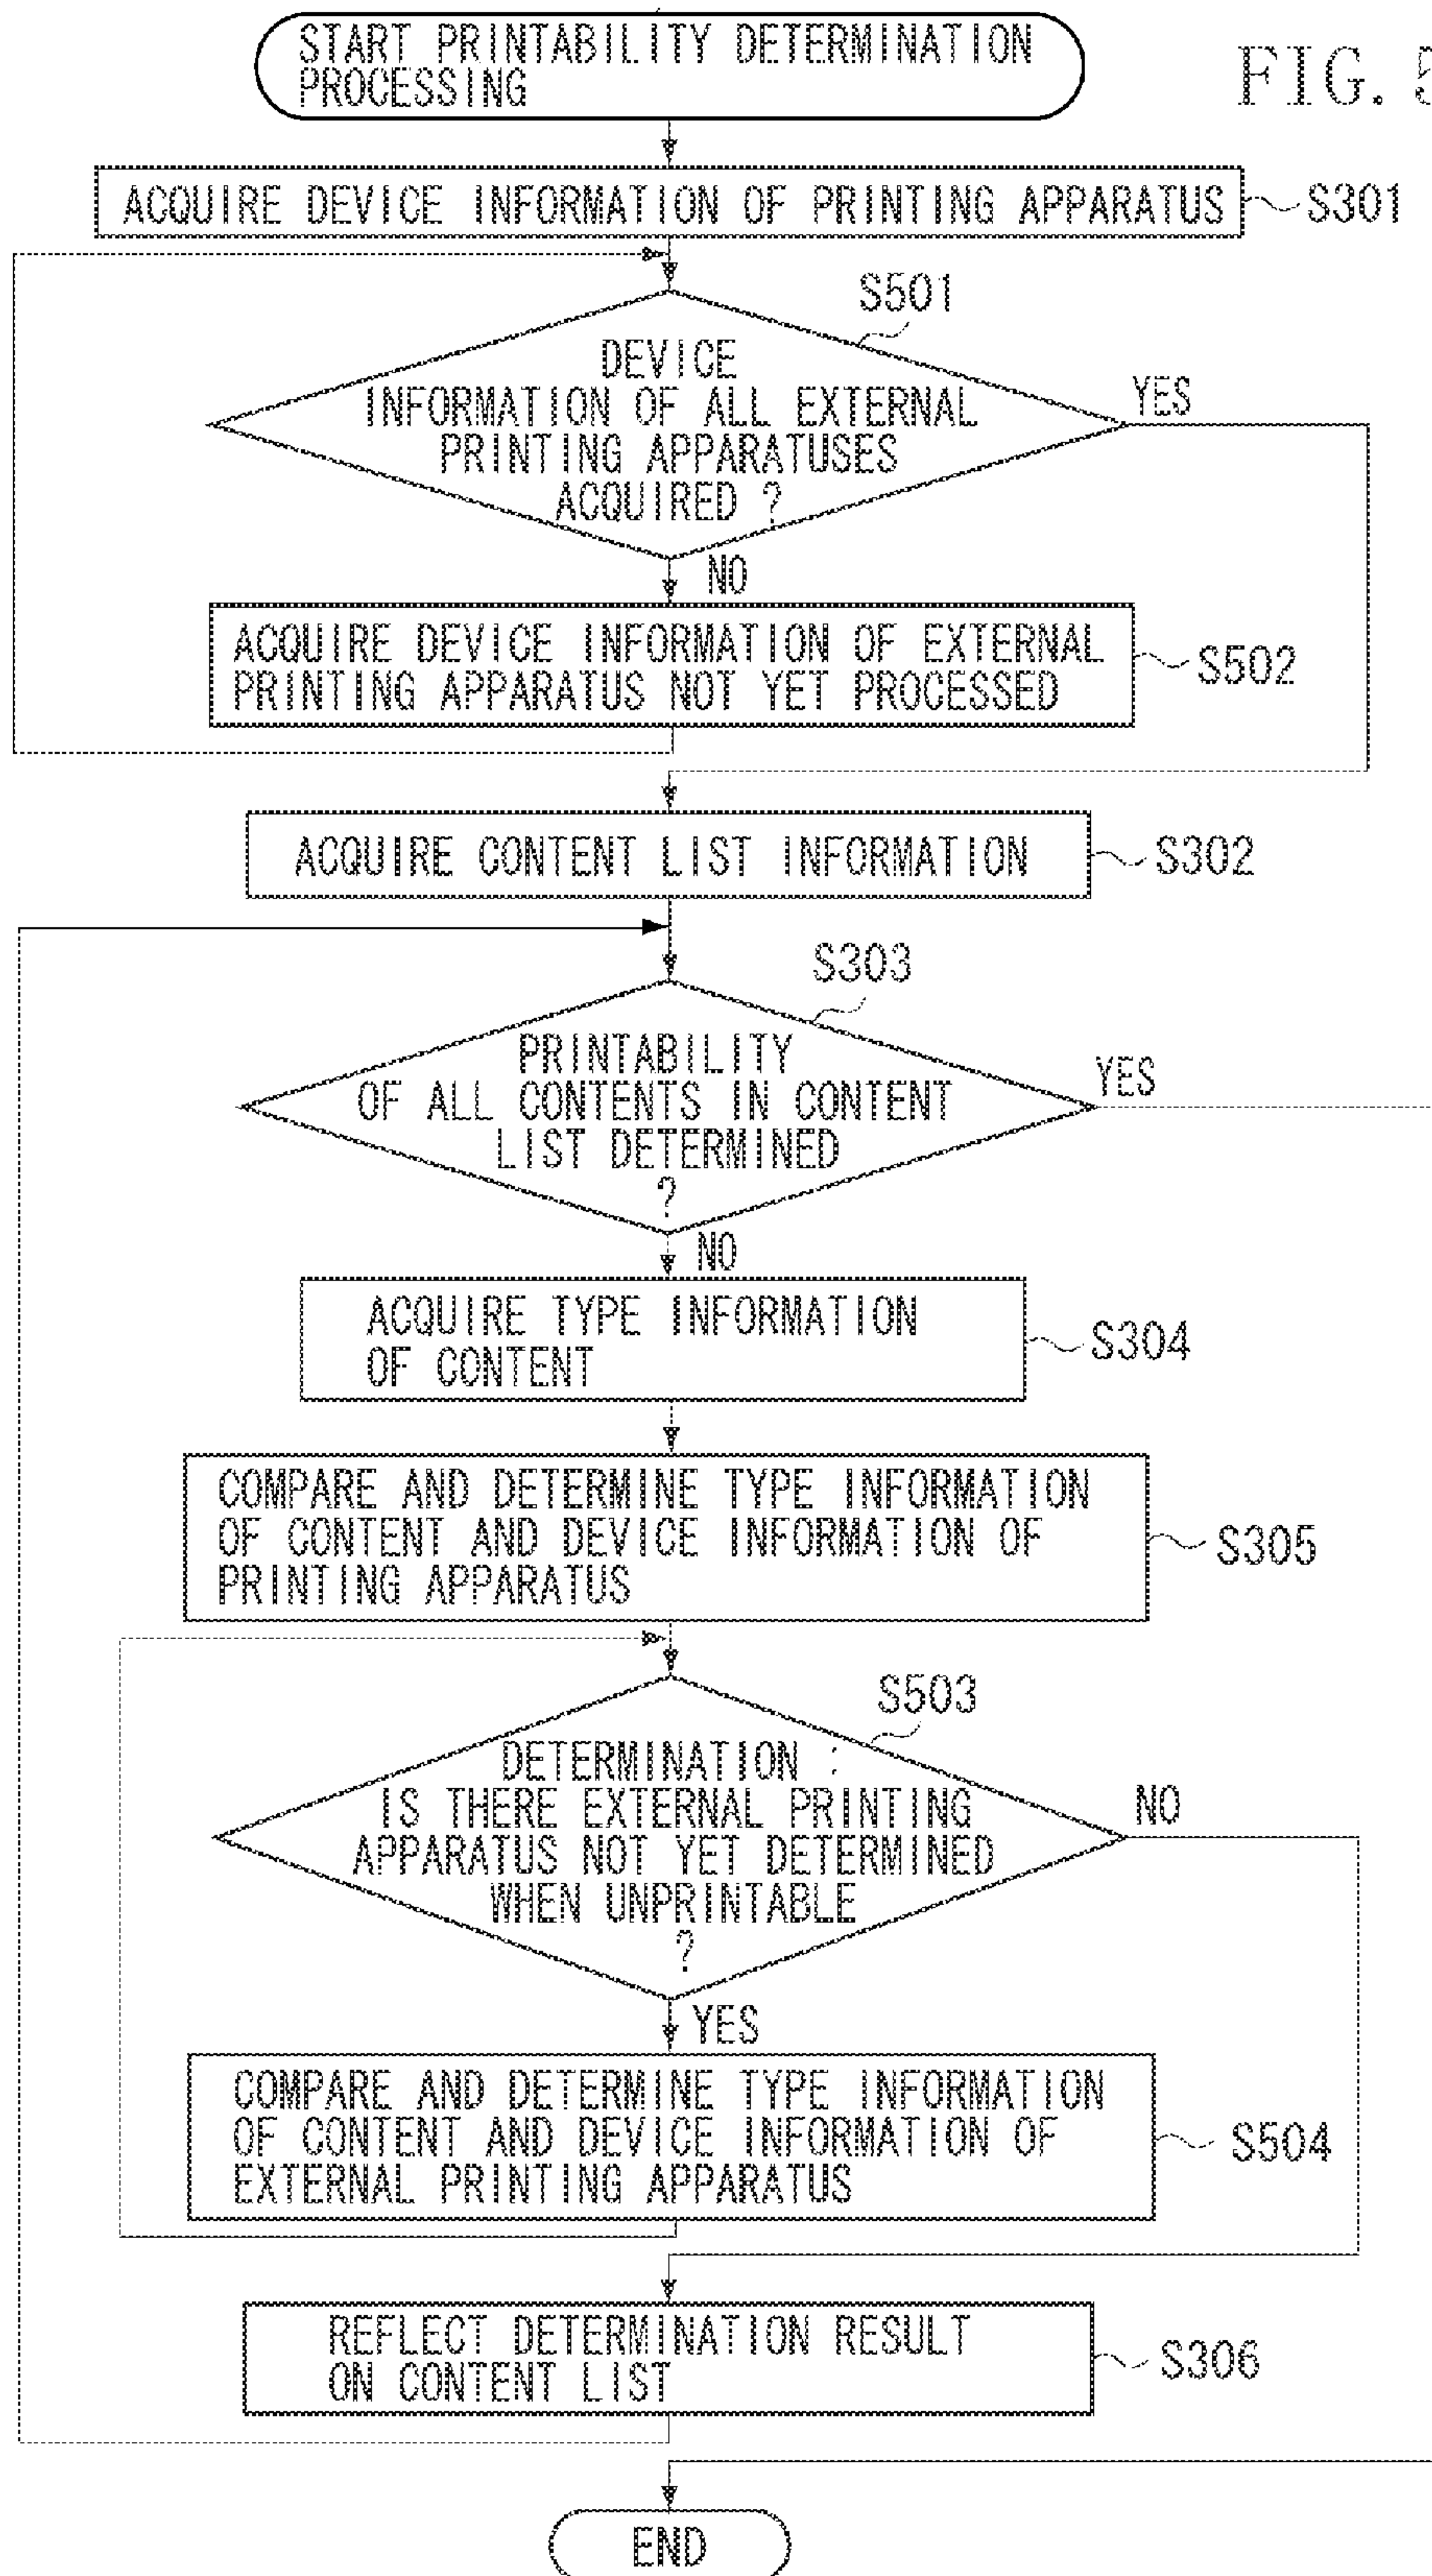 START PRINTABILITY DETERMINATION
PROCESSING
FIG. 5
ACQUIRE DEVICE INFORMATION OF PRINTING APPARATUS
S301
S501
DEVICE
INFORMATION OF ALL EXTERNAL
PRINTING APPARATUSES
ACQUIRED ?
YES
NO
ACQUIRE DEVICE INFORMATION OF EXTERNAL
PRINTING APPARATUS NOT YET PROCESSED
S502
ACQUIRE CONTENT LIST INFORMATION
S302
S303
PRINTABILITY
OF ALL CONTENTS IN CONTENT
LIST DETERMINED
?
YES
NO
ACQUIRE TYPE INFORMATION
OF CONTENT
S304
COMPARE AND DETERMINE TYPE INFORMATION
OF CONTENT AND DEVICE INFORMATION OF
PRINTING APPARATUS
S305
S503
DETERMINATION :
IS THERE EXTERNAL PRINTING
APPARATUS NOT YET DETERMINED
WHEN UNPRINTABLE
?
NO
YES
COMPARE AND DETERMINE TYPE INFORMATION
OF CONTENT AND DEVICE INFORMATION OF
EXTERNAL PRINTING APPARATUS
S504
REFLECT DETERMINATION RESULT
ON CONTENT LIST
S306
END